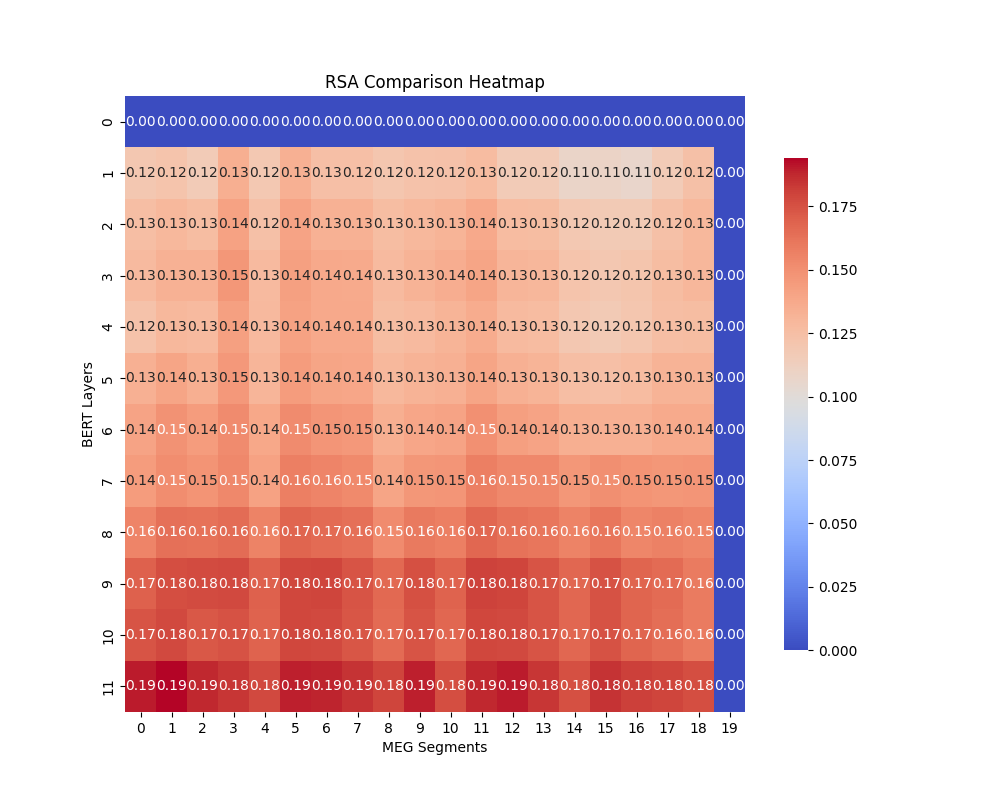 RSA Comparison Heatmap
0 0.00 0.00 0.00 0.00 0.00 0.00 0.00 0.00 0.00 0.00 0.00 0.00 0.00 0.00 0.00 0.00 0.00 0.00 0.00 0.00
1 0.12 0.12 0.12 0.13 0.12 0.13 0.13 0.12 0.12 0.12 0.12 0.13 0.12 0.12 0.11 0.11 0.11 0.12 0.12 0.00
2 0.13 0.13 0.13 0.14 0.12 0.14 0.13 0.13 0.13 0.13 0.13 0.14 0.13 0.13 0.12 0.12 0.12 0.12 0.13 0.00
3 0.13 0.13 0.13 0.15 0.13 0.14 0.14 0.14 0.13 0.13 0.14 0.14 0.13 0.13 0.12 0.12 0.12 0.13 0.13 0.00
4 0.12 0.13 0.13 0.14 0.13 0.14 0.14 0.14 0.13 0.13 0.13 0.14 0.13 0.13 0.12 0.12 0.12 0.13 0.13 0.00
5 0.13 0.14 0.13 0.15 0.13 0.14 0.14 0.14 0.13 0.13 0.13 0.14 0.13 0.13 0.13 0.12 0.13 0.13 0.13 0.00
6 0.14 0.15 0.14 0.15 0.14 0.15 0.15 0.15 0.13 0.14 0.14 0.15 0.14 0.14 0.13 0.13 0.13 0.14 0.14 0.00
7 0.14 0.15 0.15 0.15 0.14 0.16 0.16 0.15 0.14 0.15 0.15 0.16 0.15 0.15 0.15 0.15 0.15 0.15 0.15 0.00
8 0.16 0.16 0.16 0.16 0.16 0.17 0.17 0.16 0.15 0.16 0.16 0.17 0.16 0.16 0.16 0.16 0.15 0.16 0.15 0.00
9 0.17 0.18 0.18 0.18 0.17 0.18 0.18 0.17 0.17 0.18 0.17 0.18 0.18 0.17 0.17 0.17 0.17 0.17 0.16 0.00
10 0.17 0.18 0.17 0.17 0.17 0.18 0.18 0.17 0.17 0.17 0.17 0.18 0.18 0.17 0.17 0.17 0.17 0.16 0.16 0.00
11 0.19 0.19 0.19 0.18 0.18 0.19 0.19 0.19 0.18 0.19 0.18 0.19 0.19 0.18 0.18 0.18 0.18 0.18 0.18 0.00
0 1 2 3 4 5 6 7 8 9 10 11 12 13 14 15 16 17 18 19
MEG Segments
BERT Layers
0.175
0.150
0.125
0.100
0.075
0.050
0.025
0.000